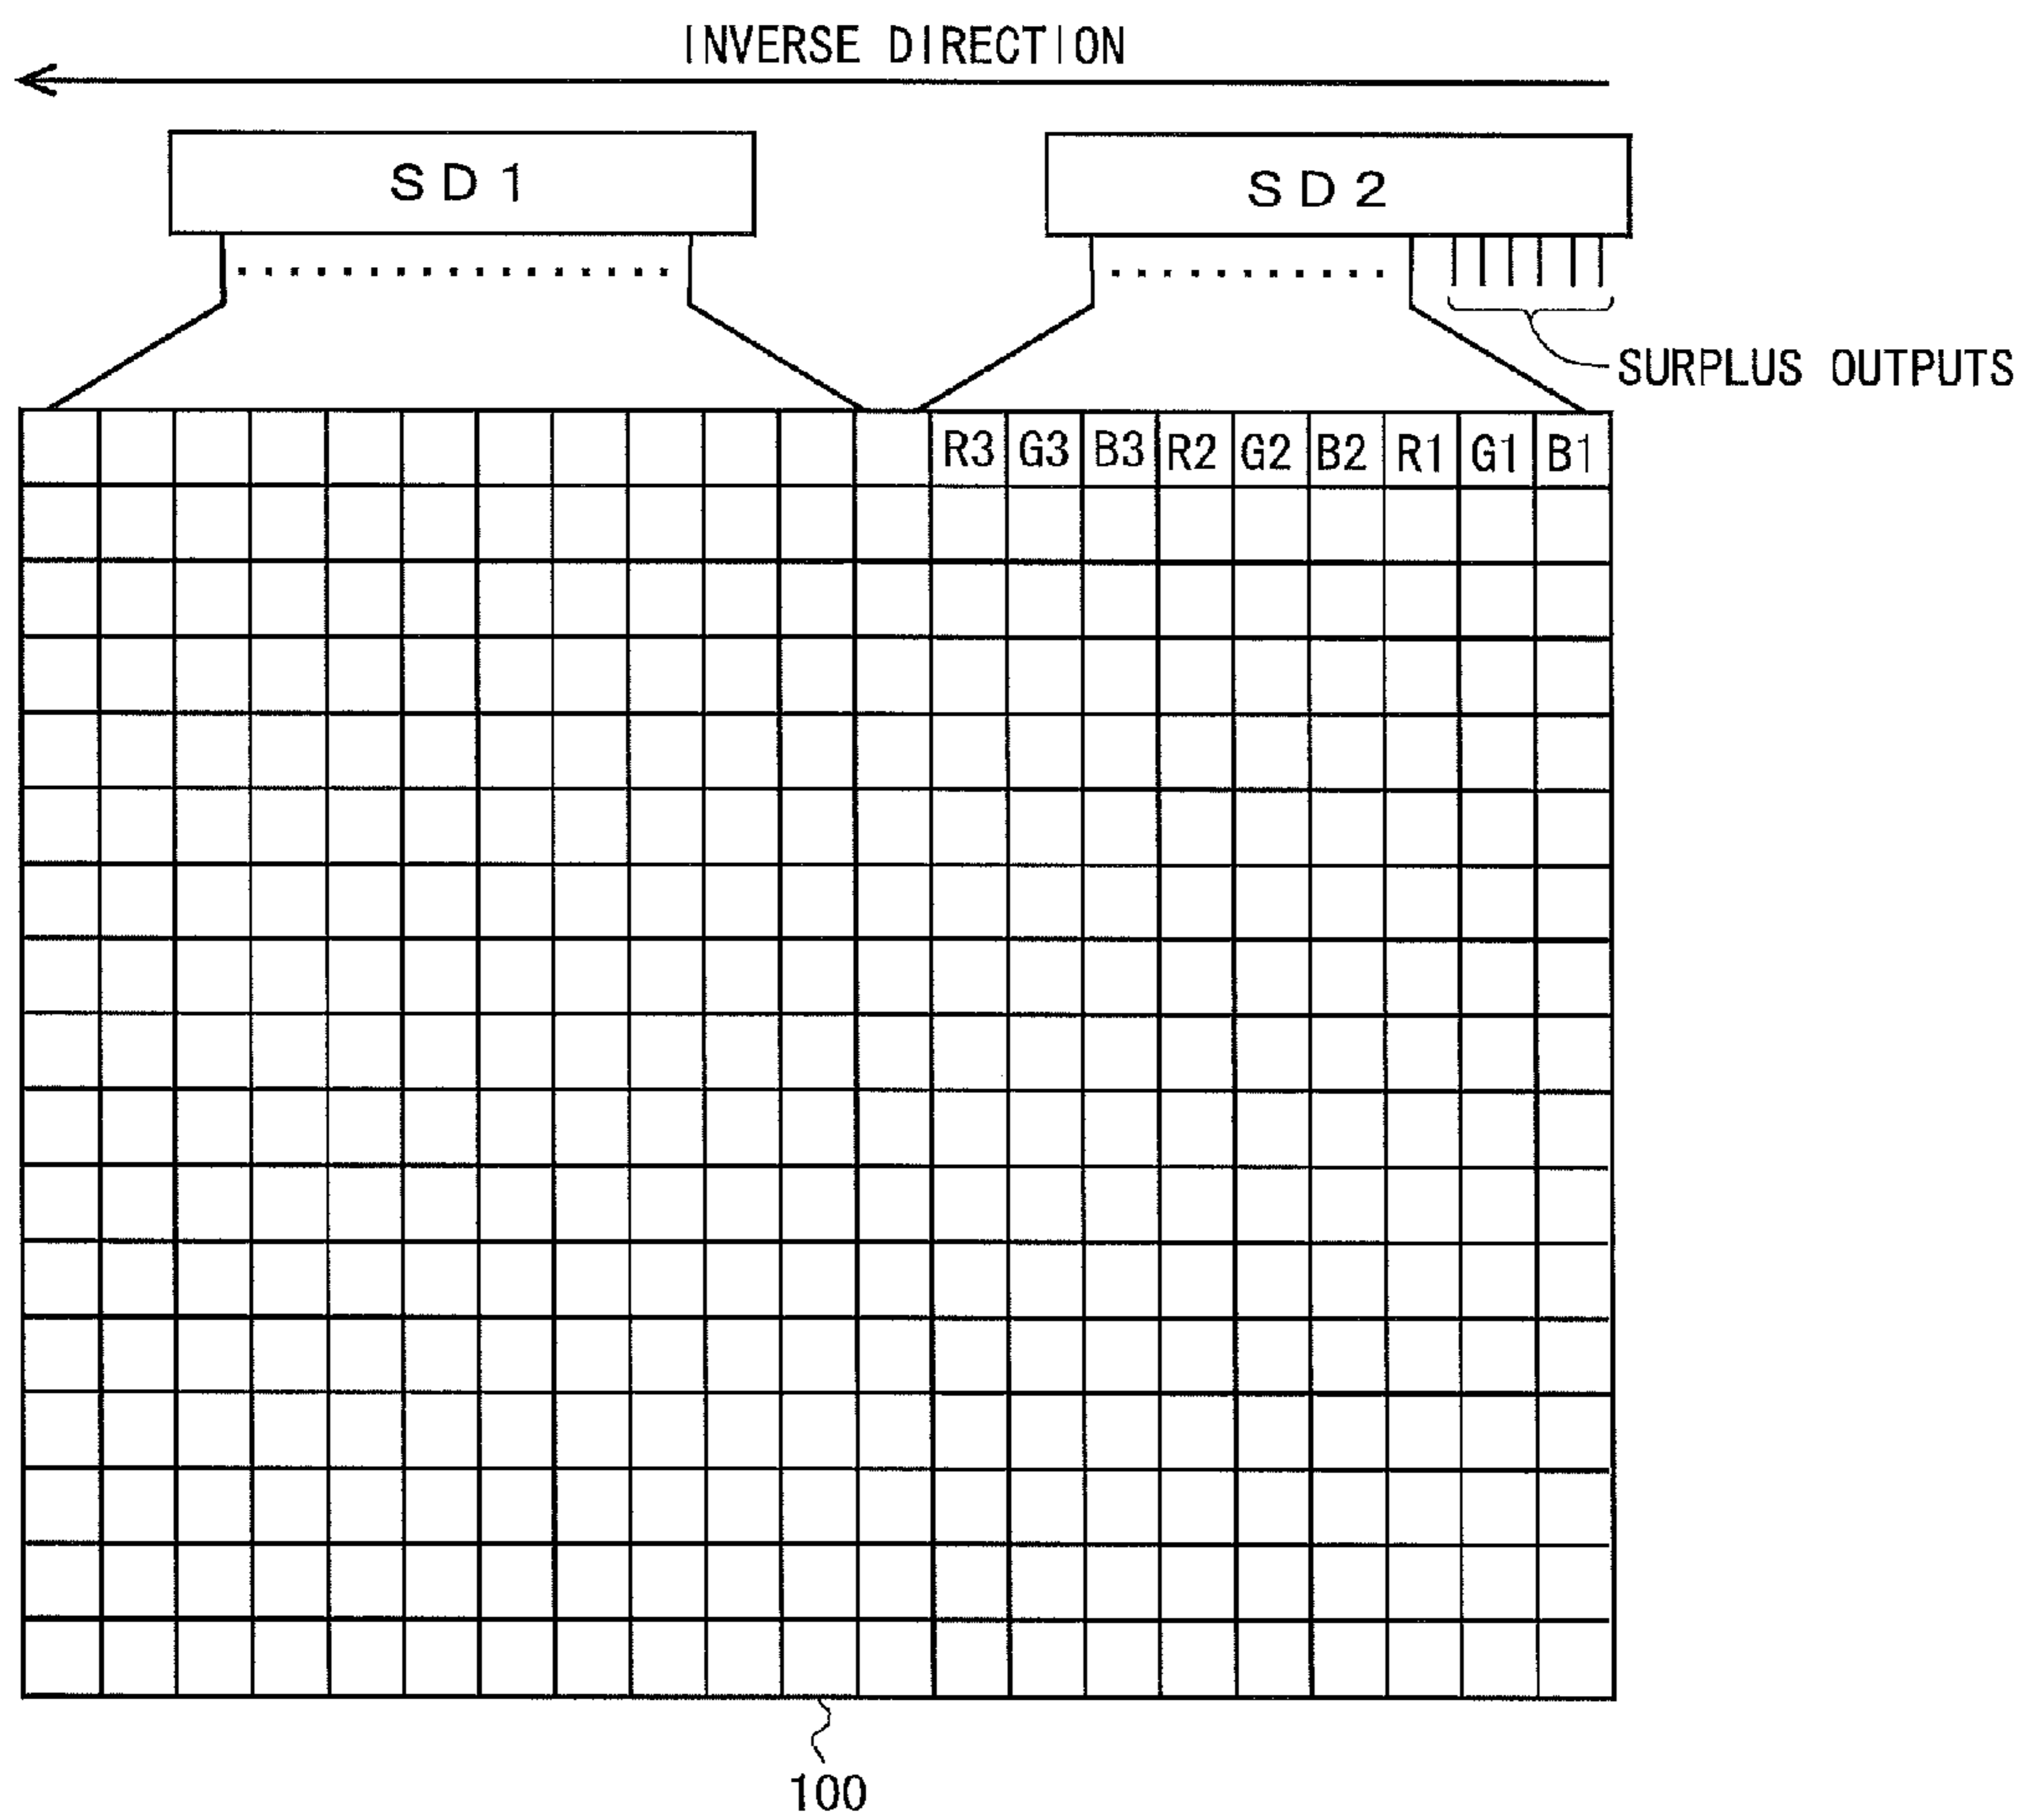 INVERSE DIRECTION
SD1
SD2
SURPLUS OUTPUTS
R3 G3 B3 R2 G2 B2 R1 G1 B1
100